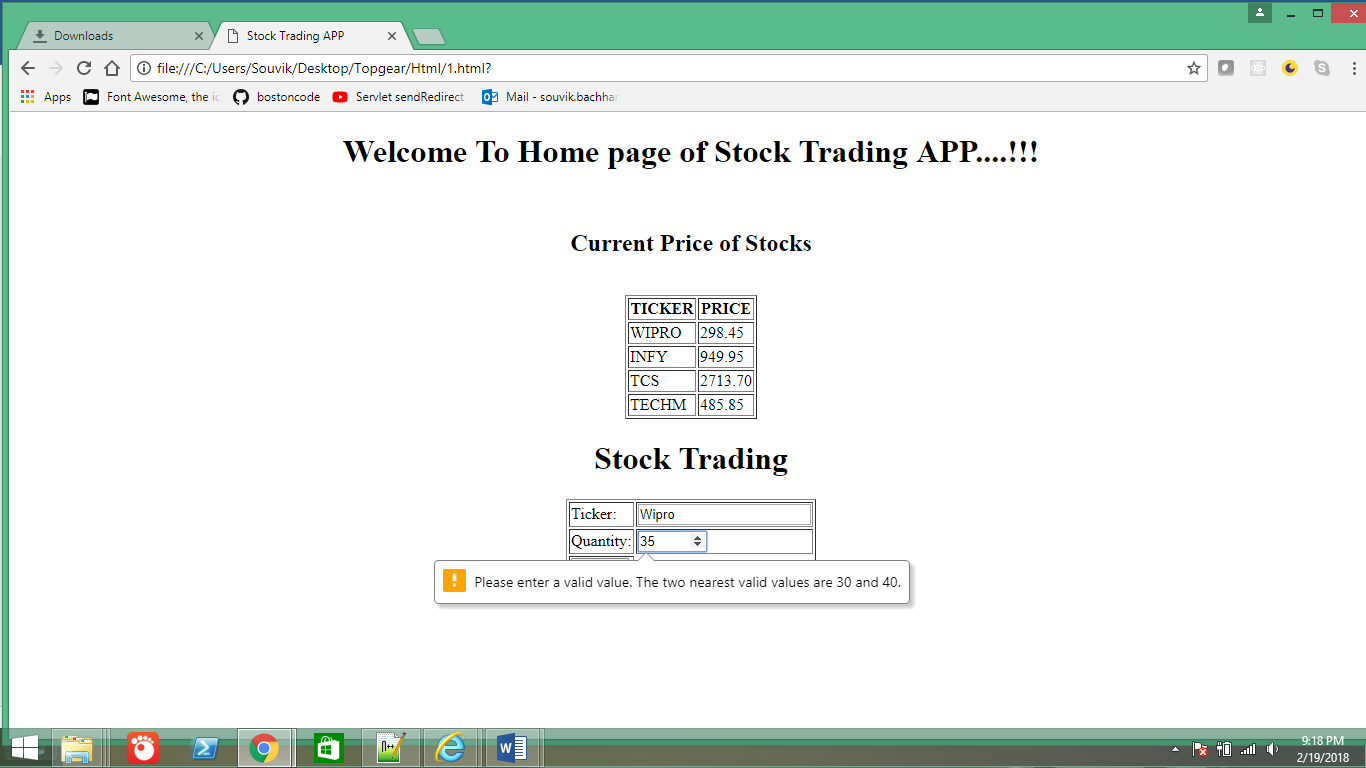 Downloads
Stock Trading APP
file:///C:/Users/Souvik/Desktop/Topgear/Html/1.html?
Apps
Font Awesome, the ic
bostoncode
Servlet sendRedirect
Mail - souvik.bachhar
Welcome To Home page of Stock Trading APP....!!!
Current Price of Stocks
TICKER PRICE
WIPRO 298.45
INFY 949.95
TCS 2713.70
TECHM 485.85
Stock Trading
Ticker: Wipro
Quantity: 35
Please enter a valid value. The two nearest valid values are 30 and 40.
9:18 PM
2/19/2018